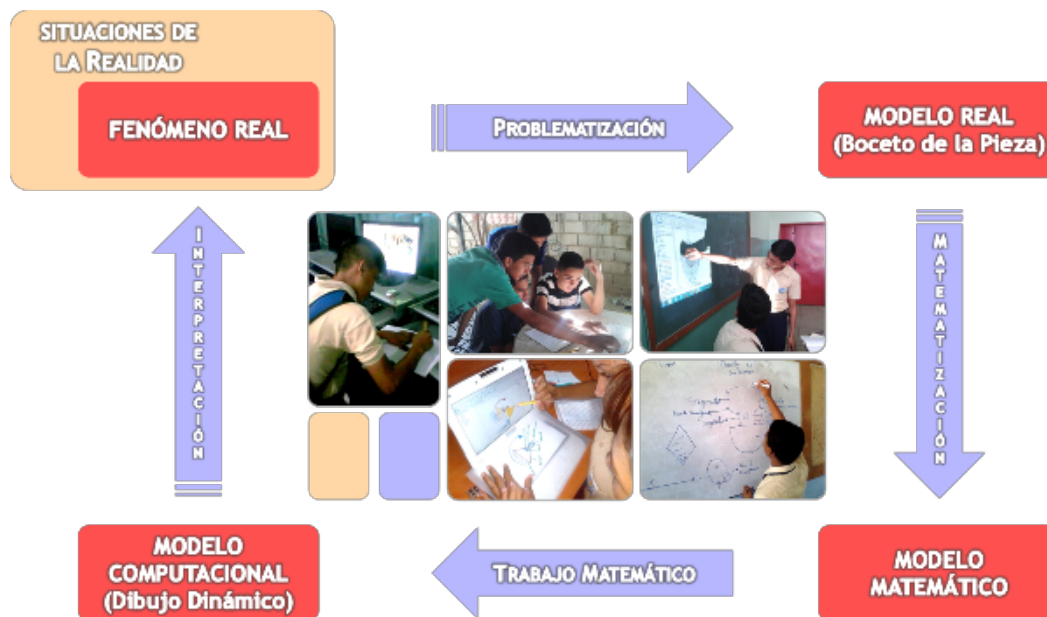 SITUACIONES DE
LA REALIDAD
FENÓMENO REAL
PROBLEMATIZACIÓN
MODELO REAL
(Boceto de la Pieza)
INTERPRETACIÓN
MATEMATIZACIÓN
MODELO
COMPUTACIONAL
(Dibujo Dinámico)
TRABAJO MATEMÁTICO
MODELO
MATEMÁTICO